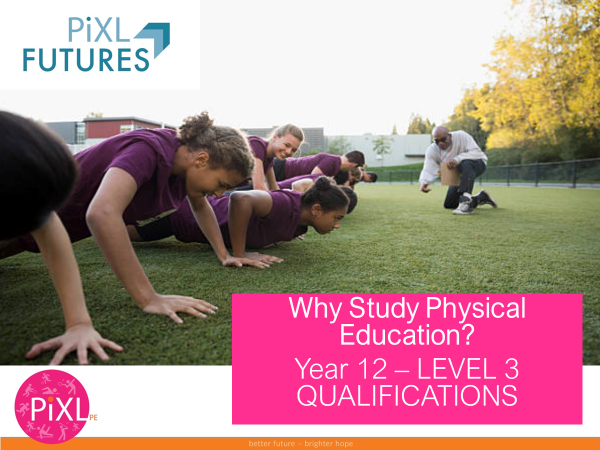 PiXL
FUTURES
Why Study Physical
Education?
Year 12 – LEVEL 3
QUALIFICATIONS
PiXL PE
better future – brighter hope